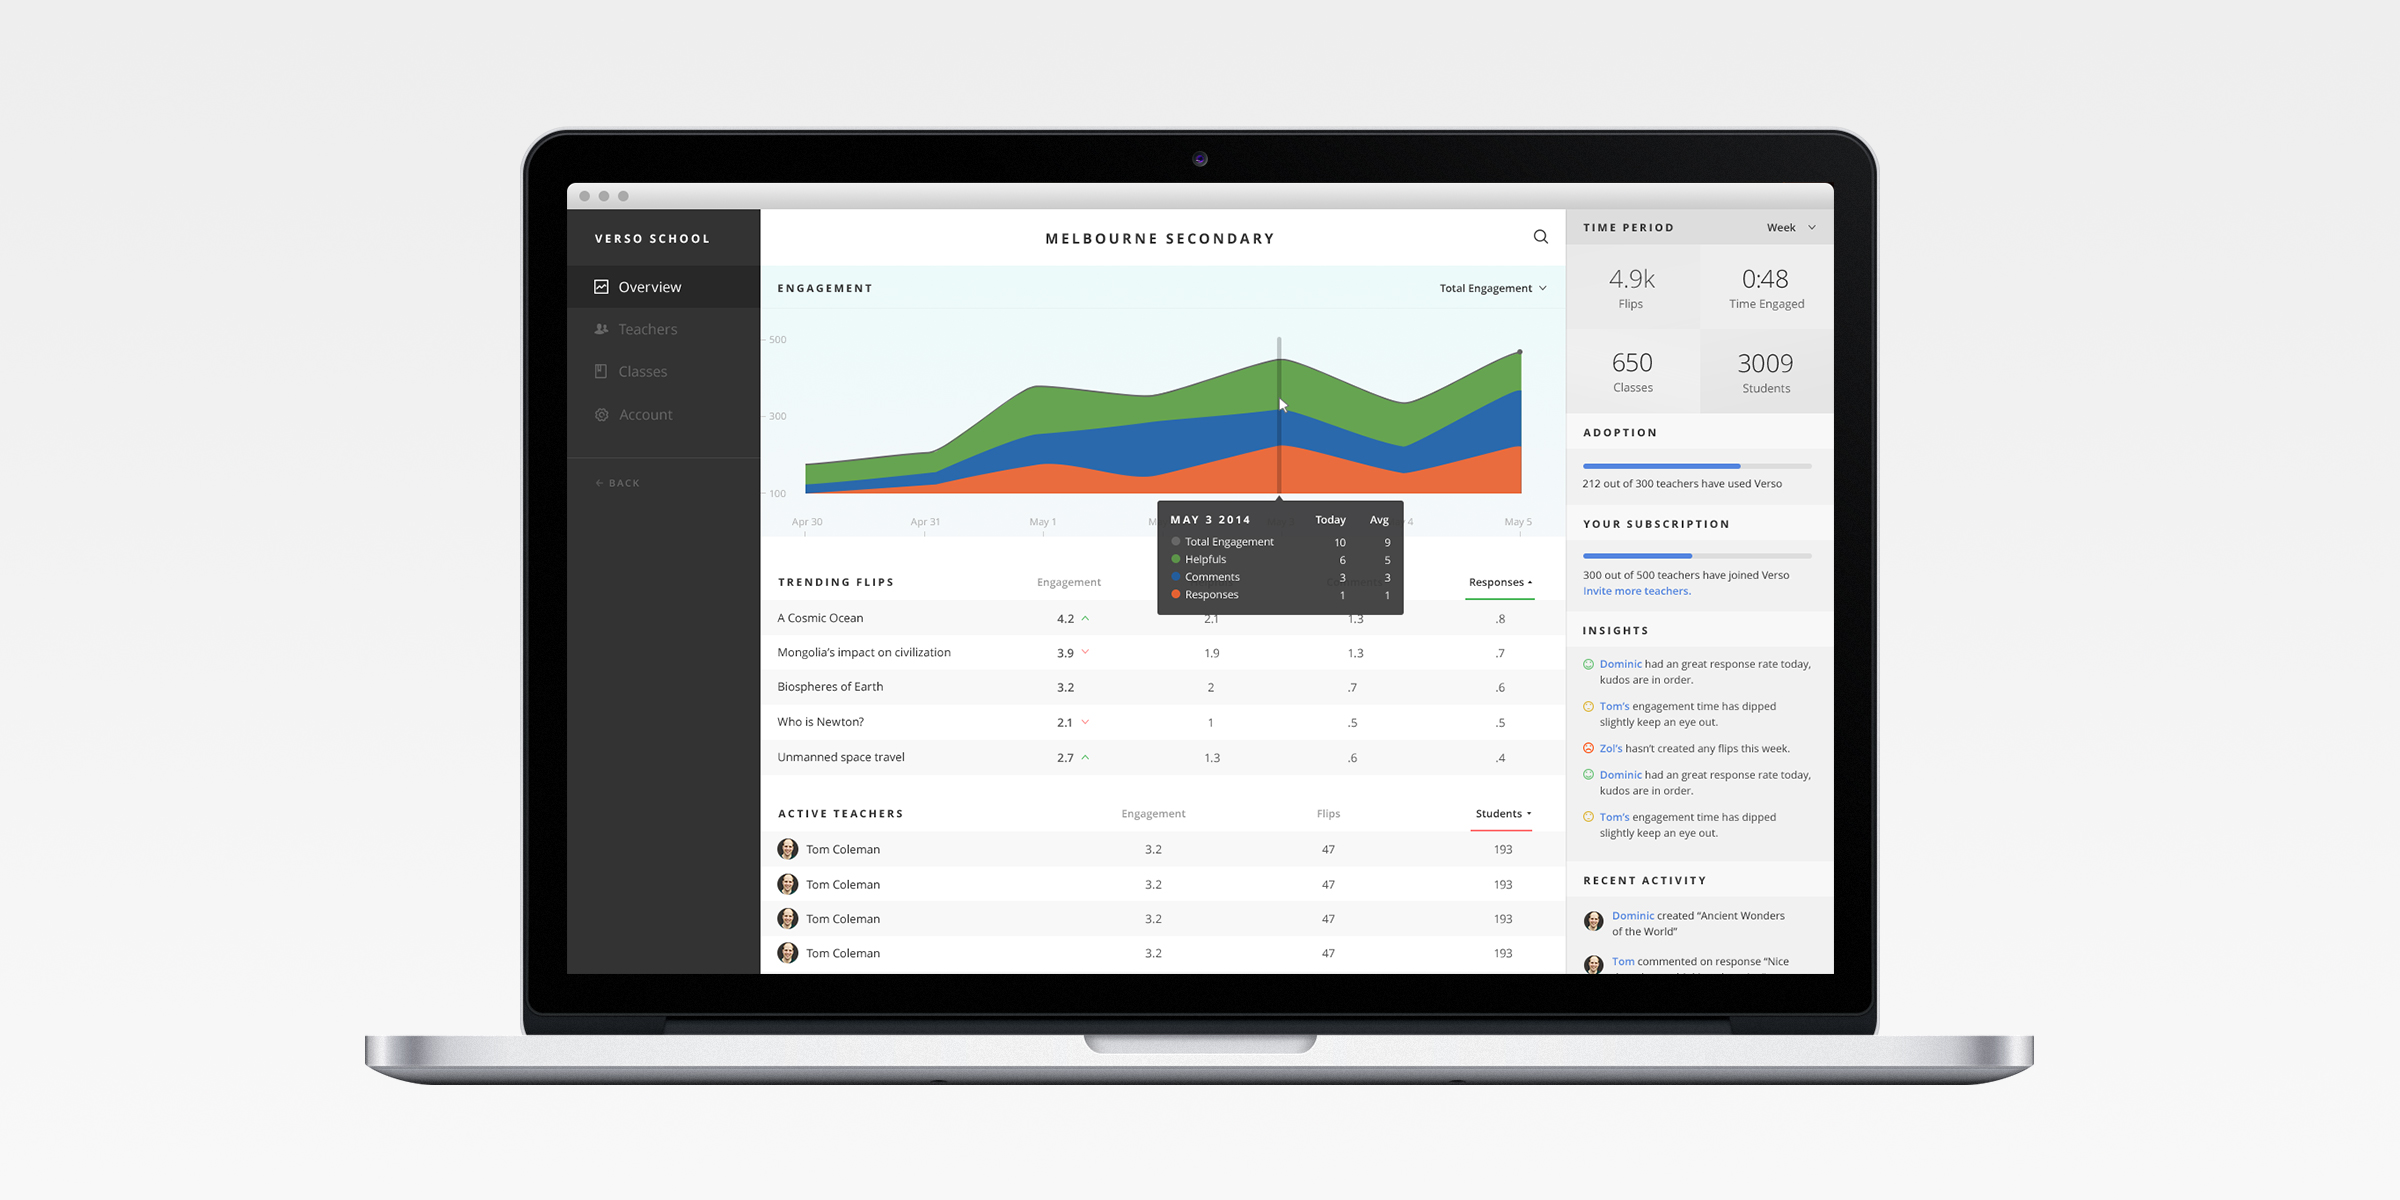 VERSO SCHOOL
Overview
Teachers
Classes
Account
← BACK
MELBOURNE SECONDARY
ENGAGEMENT
Total Engagement
500
300
100
Apr 30
Apr 31
May 1
4
May 5
MAY 3 2014 Today Avg
Total Engagement 10 9
Helpfuls 6 5
Comments 3 3
Responses 1 1
TRENDING FLIPS Engagement Responses
A Cosmic Ocean 4.2 2.1 1.3 .8
Mongolia’s impact on civilization 3.9 1.9 1.3 .7
Biospheres of Earth 3.2 2 .7 .6
Who is Newton? 2.1 1 .5 .5
Unmanned space travel 2.7 1.3 .6 .4
ACTIVE TEACHERS Engagement Flips Students
Tom Coleman 3.2 47 193
Tom Coleman 3.2 47 193
Tom Coleman 3.2 47 193
Tom Coleman 3.2 47 193
TIME PERIOD Week
4.9k
Flips
0:48
Time Engaged
650
Classes
3009
Students
ADOPTION
212 out of 300 teachers have used Verso
YOUR SUBSCRIPTION
300 out of 500 teachers have joined Verso
Invite more teachers.
INSIGHTS
Dominic had an great response rate today,
kudos are in order.
Tom’s engagement time has dipped
slightly keep an eye out.
Zol’s hasn’t created any flips this week.
Dominic had an great response rate today,
kudos are in order.
Tom’s engagement time has dipped
slightly keep an eye out.
RECENT ACTIVITY
Dominic created “Ancient Wonders
of the World”
Tom commented on response “Nice